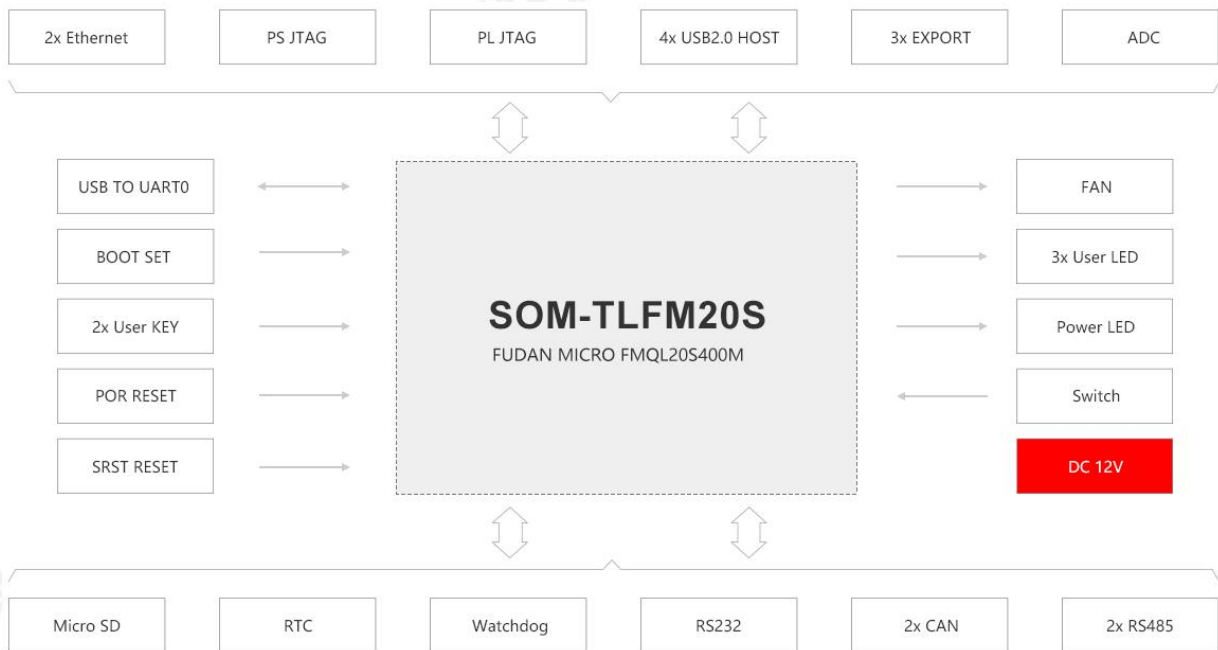 2x Ethernet
PS JTAG
PL JTAG
4x USB2.0 HOST
3x EXPORT
ADC
USB TO UART0
BOOT SET
2x User KEY
POR RESET
SRST RESET
SOM-TLFM20S
FUDAN MICRO FMQL20S400M
FAN
3x User LED
Power LED
Switch
DC 12V
Micro SD
RTC
Watchdog
RS232
2x CAN
2x RS485